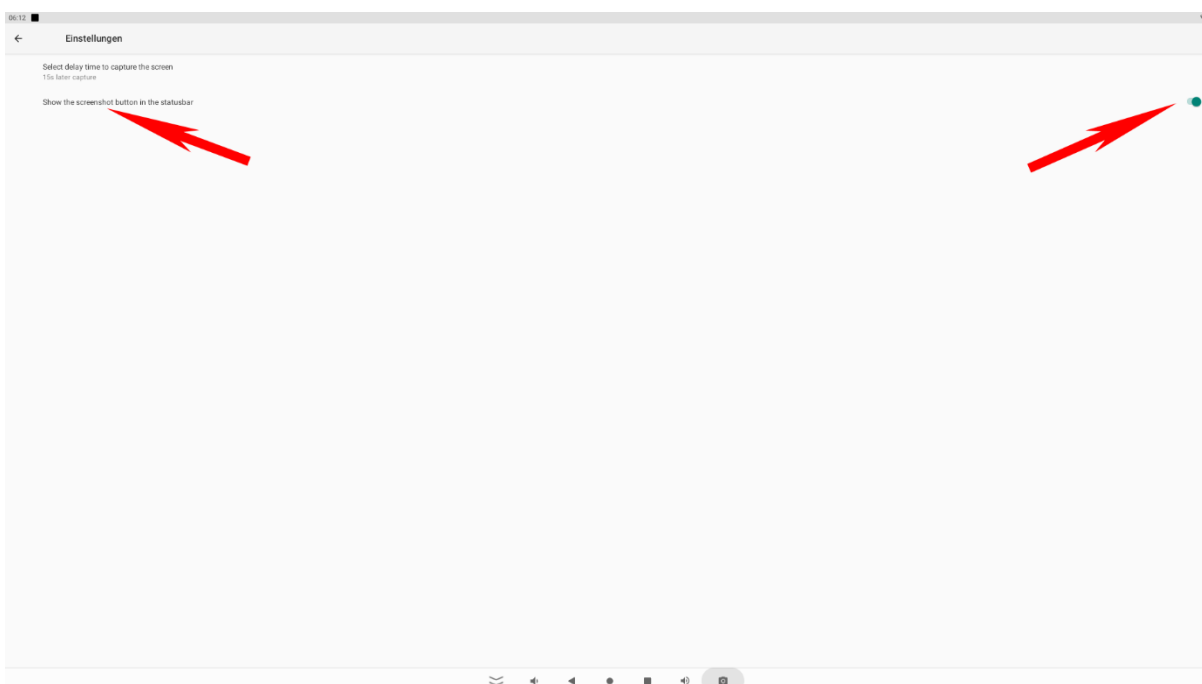 06:12
Einstellungen
Select delay time to capture the screen
15s later capture
Show the screenshot button in the statusbar